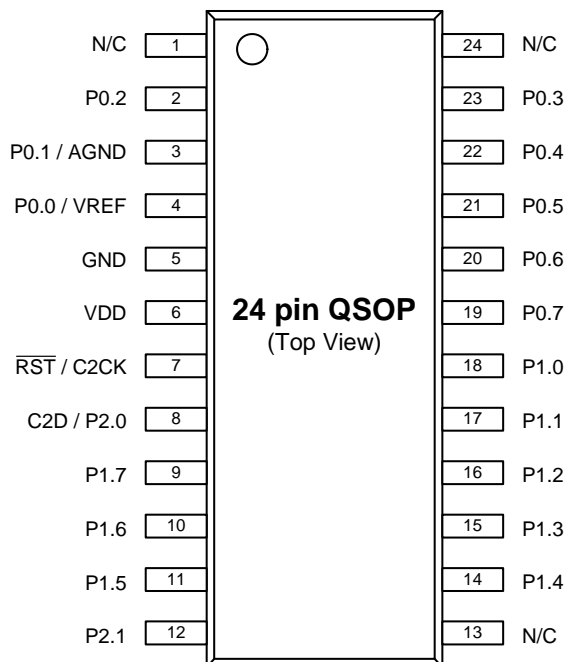 N/C 1 24 N/C
P0.2 2 23 P0.3
P0.1 / AGND 3 22 P0.4
P0.0 / VREF 4 21 P0.5
GND 5 20 P0.6
VDD 6 24 pin QSOP 19 P0.7
(Top View)
R̅S̅T̅ / C2CK 7 18 P1.0
C2D / P2.0 8 17 P1.1
P1.7 9 16 P1.2
P1.6 10 15 P1.3
P1.5 11 14 P1.4
P2.1 12 13 N/C